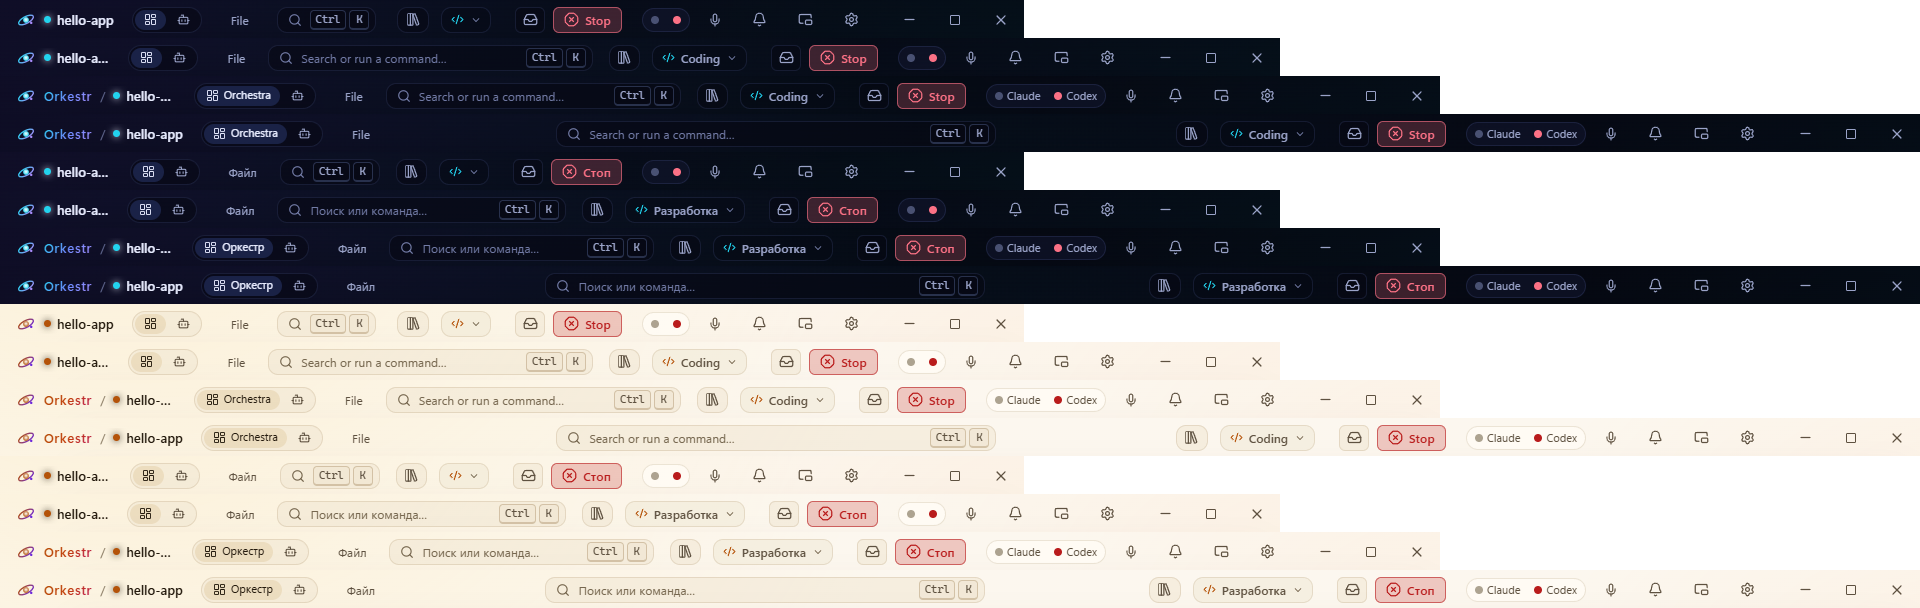 hello-app File Ctrl K Stop
hello-a... File Search or run a command... Ctrl K Coding Stop
Orkestr / hello-... Orchestra File Search or run a command... Ctrl K Coding Stop Claude Codex
Orkestr / hello-app Orchestra File Search or run a command... Ctrl K Coding Stop Claude Codex
hello-a... Файл Ctrl K Стоп
hello-a... Файл Поиск или команда... Ctrl K Разработка Стоп
Orkestr / hello-... Оркестр Файл Поиск или команда... Ctrl K Разработка Стоп Claude Codex
Orkestr / hello-app Оркестр Файл Поиск или команда... Ctrl K Разработка Стоп Claude Codex
hello-app File Ctrl K Stop
hello-a... File Search or run a command... Ctrl K Coding Stop
Orkestr / hello-... Orchestra File Search or run a command... Ctrl K Coding Stop Claude Codex
Orkestr / hello-app Orchestra File Search or run a command... Ctrl K Coding Stop Claude Codex
hello-a... Файл Ctrl K Стоп
hello-a... Файл Поиск или команда... Ctrl K Разработка Стоп
Orkestr / hello-... Оркестр Файл Поиск или команда... Ctrl K Разработка Стоп Claude Codex
Orkestr / hello-app Оркестр Файл Поиск или команда... Ctrl K Разработка Стоп Claude Codex